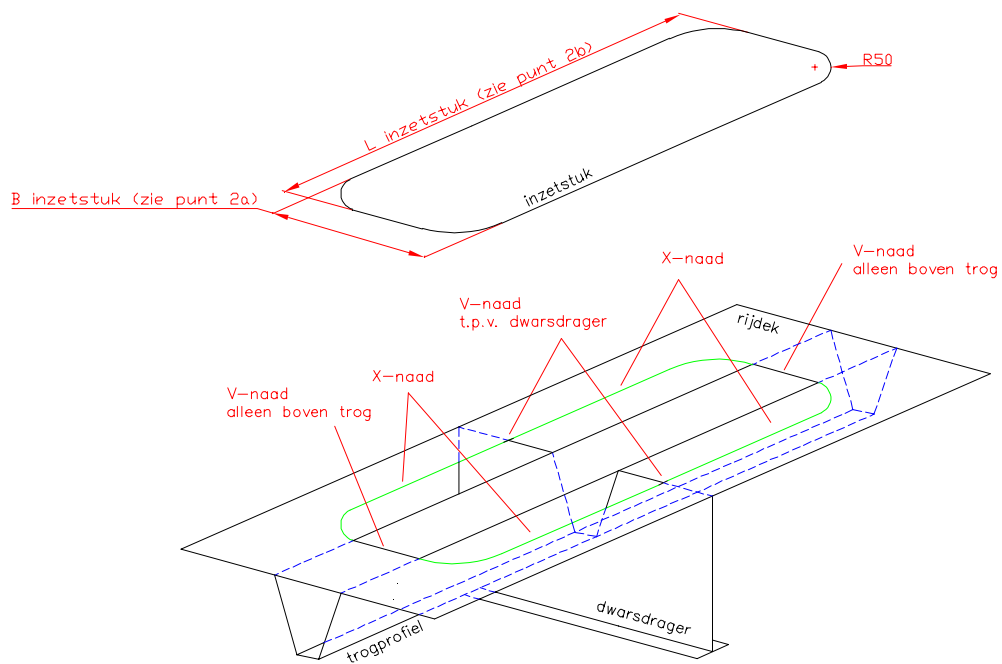 L inzetstuk (zie punt 2b)
R50
B inzetstuk (zie punt 2a)
inzetstuk
V-naad
alleen boven trog
X-naad
V-naad
t.p.v. dwarsdrager
rijdek
X-naad
V-naad
alleen boven trog
dwarsdrager
trogprofiel